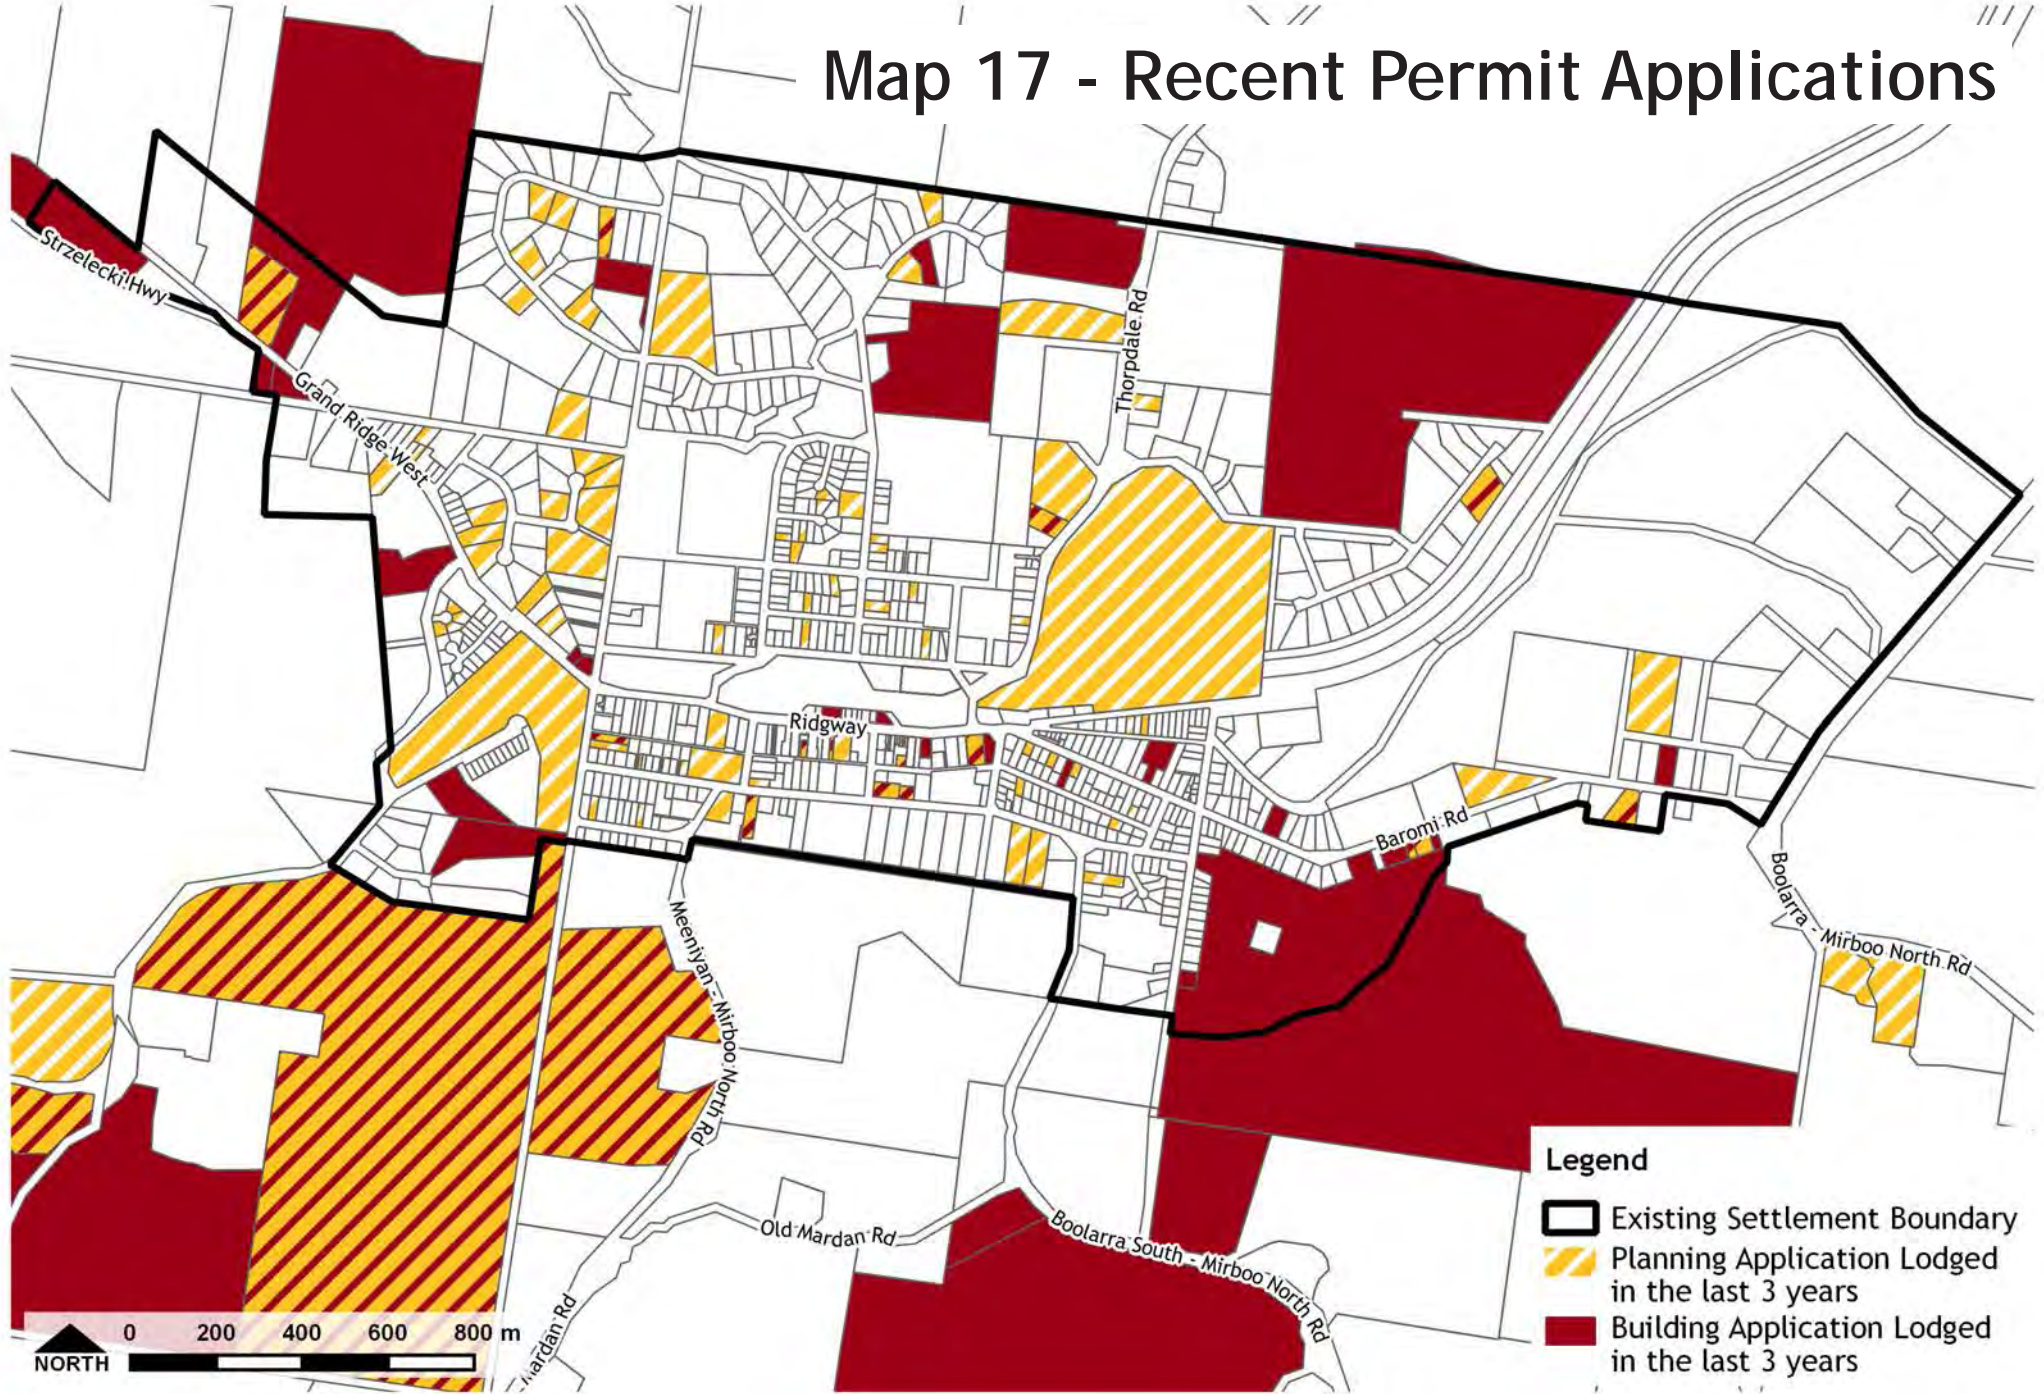 Map 17 - Recent Permit Applications
Strzelecki Hwy
Grand Ridge West
Thorpdale Rd
Ridgway
Baromi Rd
Boolarra - Mirboo North Rd
Meeniyan - Mirboo North Rd
Old Mardan Rd
Boolarra South - Mirboo North Rd
Mardan Rd
Legend
Existing Settlement Boundary
Planning Application Lodged
in the last 3 years
Building Application Lodged
in the last 3 years
0 200 400 600 800 m
NORTH